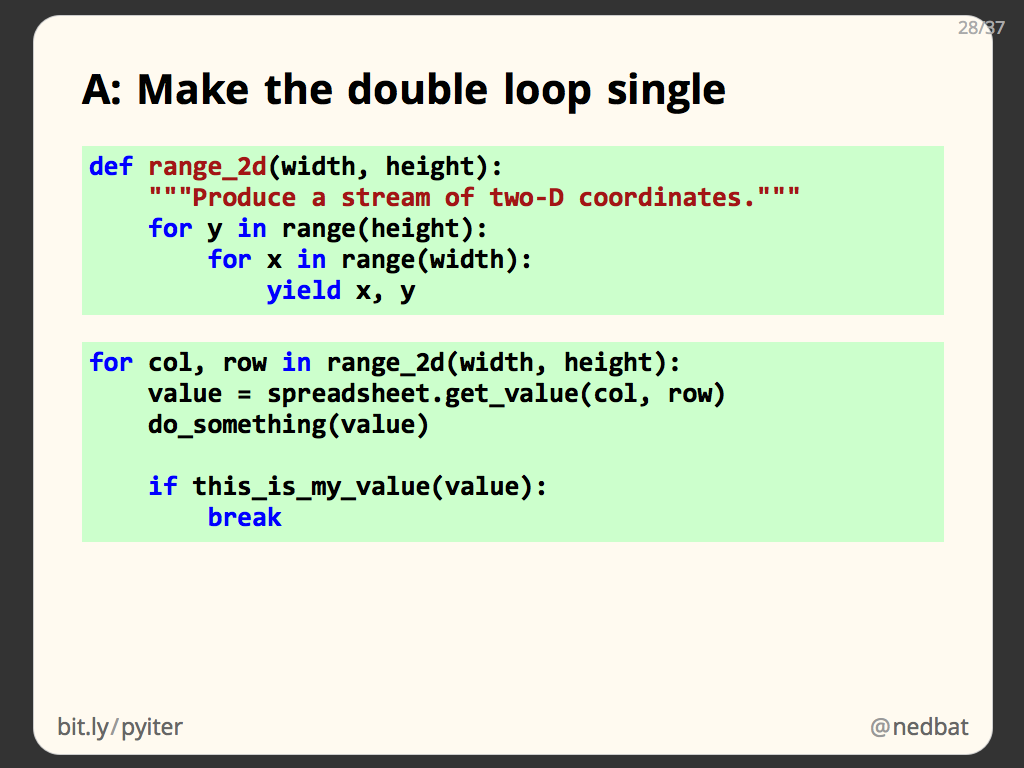 28/37
A: Make the double loop single
def range_2d(width, height):
    """Produce a stream of two-D coordinates."""
    for y in range(height):
        for x in range(width):
            yield x, y
for col, row in range_2d(width, height):
    value = spreadsheet.get_value(col, row)
    do_something(value)

    if this_is_my_value(value):
        break
bit.ly/pyiter
@nedbat